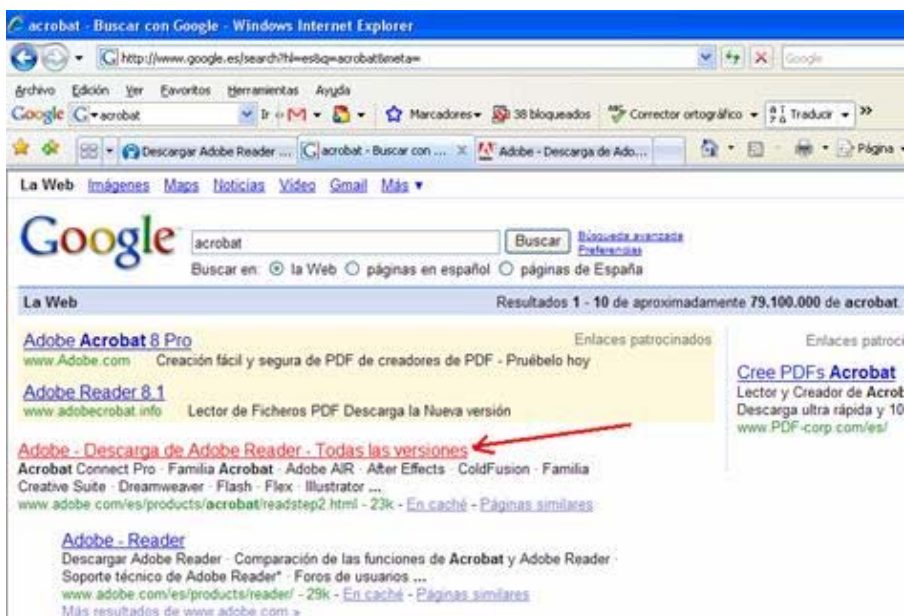 acrobat - Buscar con Google - Windows Internet Explorer
http://www.google.es/search?hl=es&q=acrobat&meta=
Google
Archivo Edición Ver Favoritos Herramientas Ayuda
Google acrobat Ir Marcadores 38 bloqueados Corrector ortográfico Traducir »
Descargar Adobe Reader ... acrobat - Buscar con ... Adobe - Descarga de Ado... Página
La Web Imágenes Maps Noticias Vídeo Gmail Más ▼
Google acrobat Buscar Búsqueda avanzada
Preferencias
Buscar en: la Web páginas en español páginas de España
La Web Resultados 1 - 10 de aproximadamente 79.100.000 de acrobat.
Adobe Acrobat 8 Pro Enlaces patrocinados
www.Adobe.com Creación fácil y segura de PDF de creadores de PDF - Pruébelo hoy
Adobe Reader 8.1
www.adobecrobat.info Lector de Ficheros PDF Descarga la Nueva versión
Enlaces patroci
Cree PDFs Acrobat
Lector y Creador de Acrob
Descarga ultra rápida y 10
www.PDF-corp.com/es/
Adobe - Descarga de Adobe Reader - Todas las versiones
Acrobat Connect Pro · Familia Acrobat · Adobe AIR · After Effects · ColdFusion · Familia
Creative Suite · Dreamweaver · Flash · Flex · Illustrator ...
www.adobe.com/es/products/acrobat/readstep2.html - 23k - En caché - Páginas similares
Adobe - Reader
Descargar Adobe Reader · Comparación de las funciones de Acrobat y Adobe Reader ·
Soporte técnico de Adobe Reader* · Foros de usuarios ...
www.adobe.com/es/products/reader/ - 29k - En caché - Páginas similares
Más resultados de www.adobe.com »